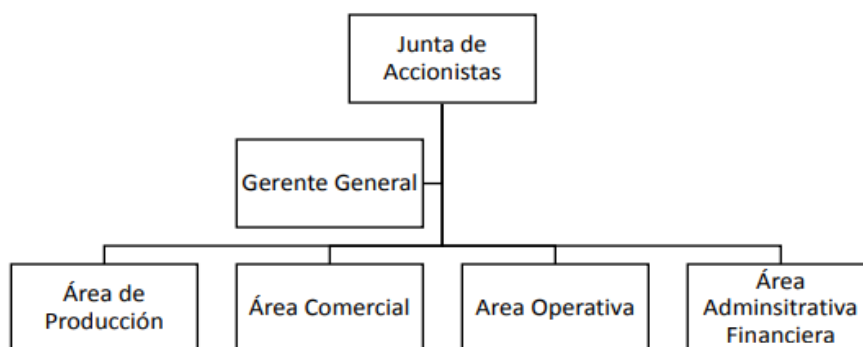 Junta de
Accionistas
Gerente General
Área de
Producción
Área Comercial
Area Operativa
Área
Adminsitrativa
Financiera